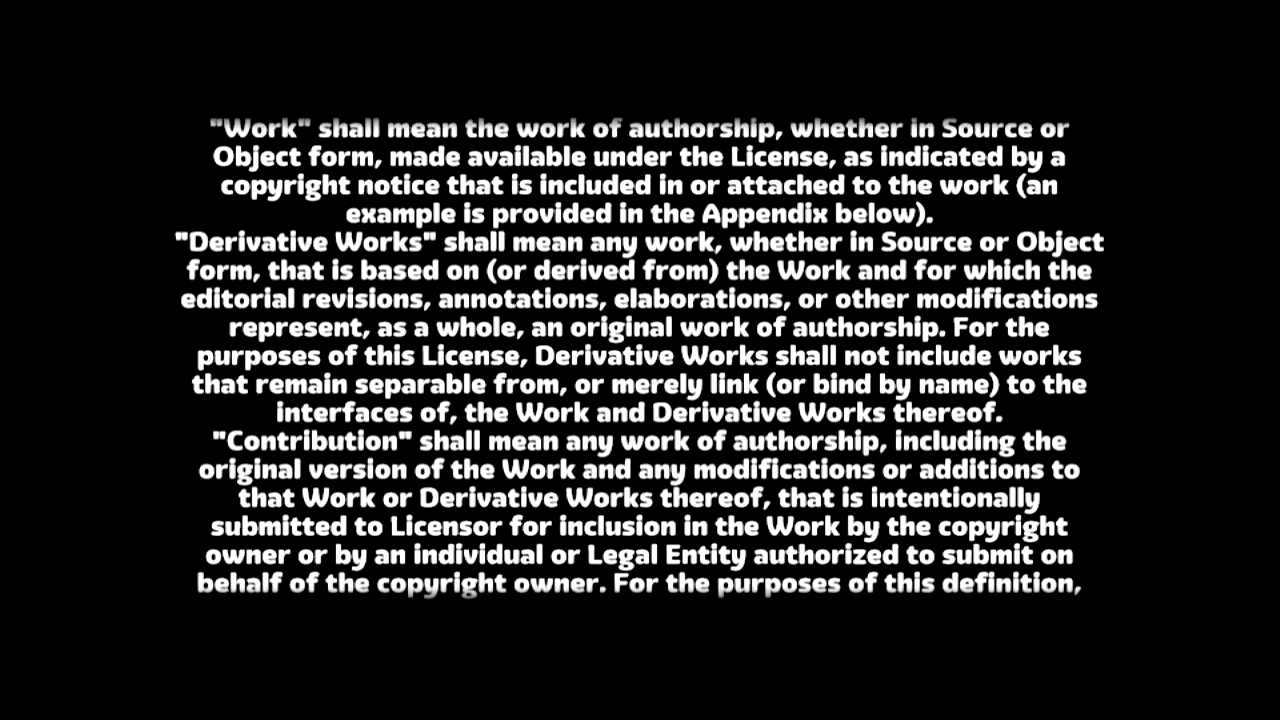 "Work" shall mean the work of authorship, whether in Source or
Object form, made available under the License, as indicated by a
copyright notice that is included in or attached to the work (an
example is provided in the Appendix below).
"Derivative Works" shall mean any work, whether in Source or Object
form, that is based on (or derived from) the Work and for which the
editorial revisions, annotations, elaborations, or other modifications
represent, as a whole, an original work of authorship. For the
purposes of this License, Derivative Works shall not include works
that remain separable from, or merely link (or bind by name) to the
interfaces of, the Work and Derivative Works thereof.
"Contribution" shall mean any work of authorship, including the
original version of the Work and any modifications or additions to
that Work or Derivative Works thereof, that is intentionally
submitted to Licensor for inclusion in the Work by the copyright
owner or by an individual or Legal Entity authorized to submit on
behalf of the copyright owner. For the purposes of this definition,